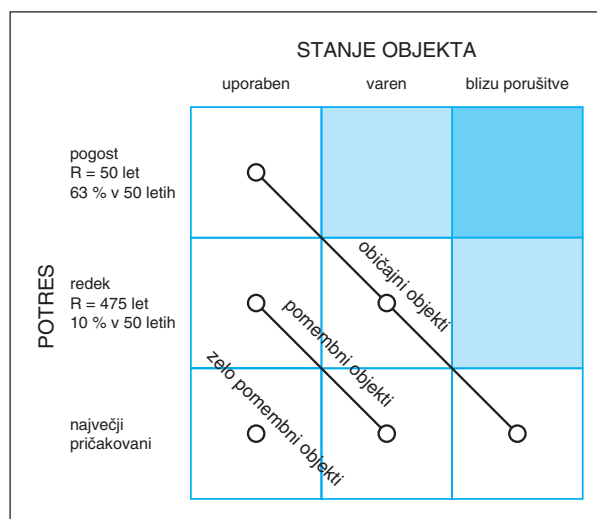 STANJE OBJEKTA
uporaben varen blizu porušitve
POTRES
pogost
R = 50 let
63 % v 50 letih
redek
R = 475 let
10 % v 50 letih
največji
pričakovani
običajni objekti
pomembni objekti
zelo pomembni objekti